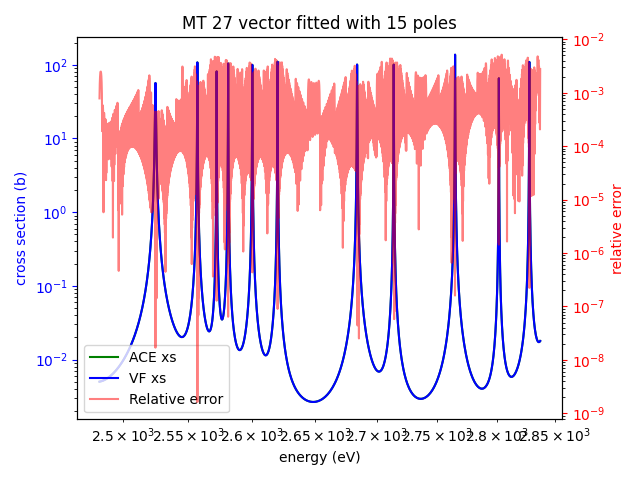 MT 27 vector fitted with 15 poles
10² 10¹ 10⁰ 10⁻¹ 10⁻²
cross section (b)
10⁻² 10⁻³ 10⁻⁴ 10⁻⁵ 10⁻⁶ 10⁻⁷ 10⁻⁸ 10⁻⁹
relative error
ACE xs
VF xs
Relative error
2.5 × 10³ 2.55 × 10³ 2.6 × 10³ 2.65 × 10³ 2.7 × 10³ 2.75 × 10³ 2.8 × 10³ 2.85 × 10³
energy (eV)